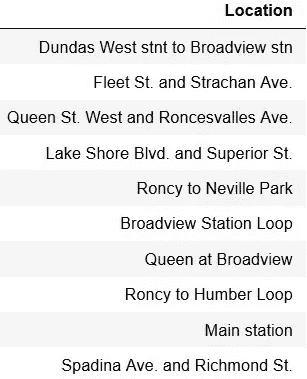 Location
Dundas West stnt to Broadview stn
Fleet St. and Strachan Ave.
Queen St. West and Roncesvalles Ave.
Lake Shore Blvd. and Superior St.
Roncy to Neville Park
Broadview Station Loop
Queen at Broadview
Roncy to Humber Loop
Main station
Spadina Ave. and Richmond St.